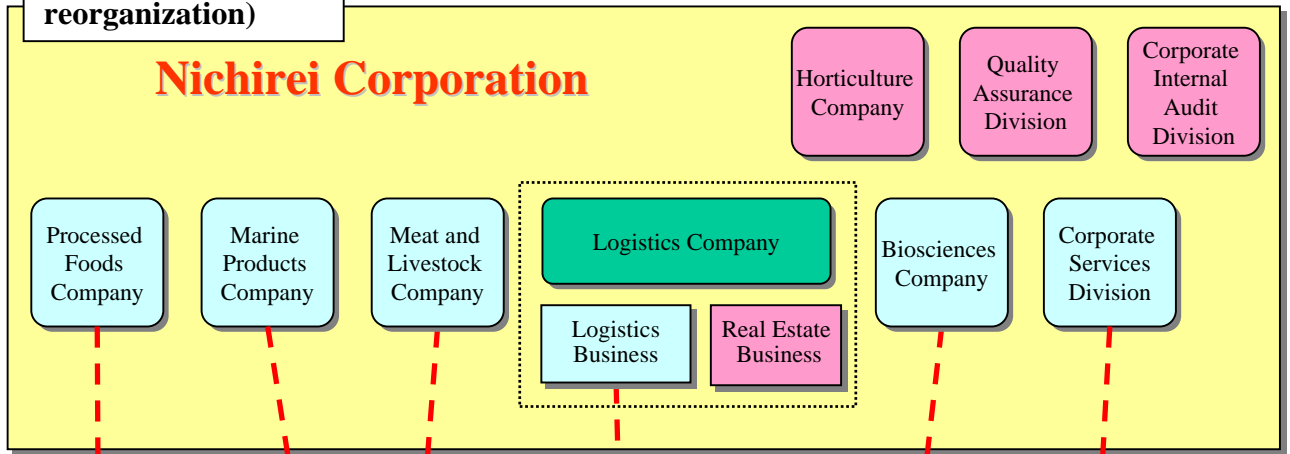 reorganization)
Nichirei Corporation
Horticulture
Company
Quality
Assurance
Division
Corporate
Internal
Audit
Division
Processed
Foods
Company
Marine
Products
Company
Meat and
Livestock
Company
Logistics Company
Logistics
Business
Real Estate
Business
Biosciences
Company
Corporate
Services
Division